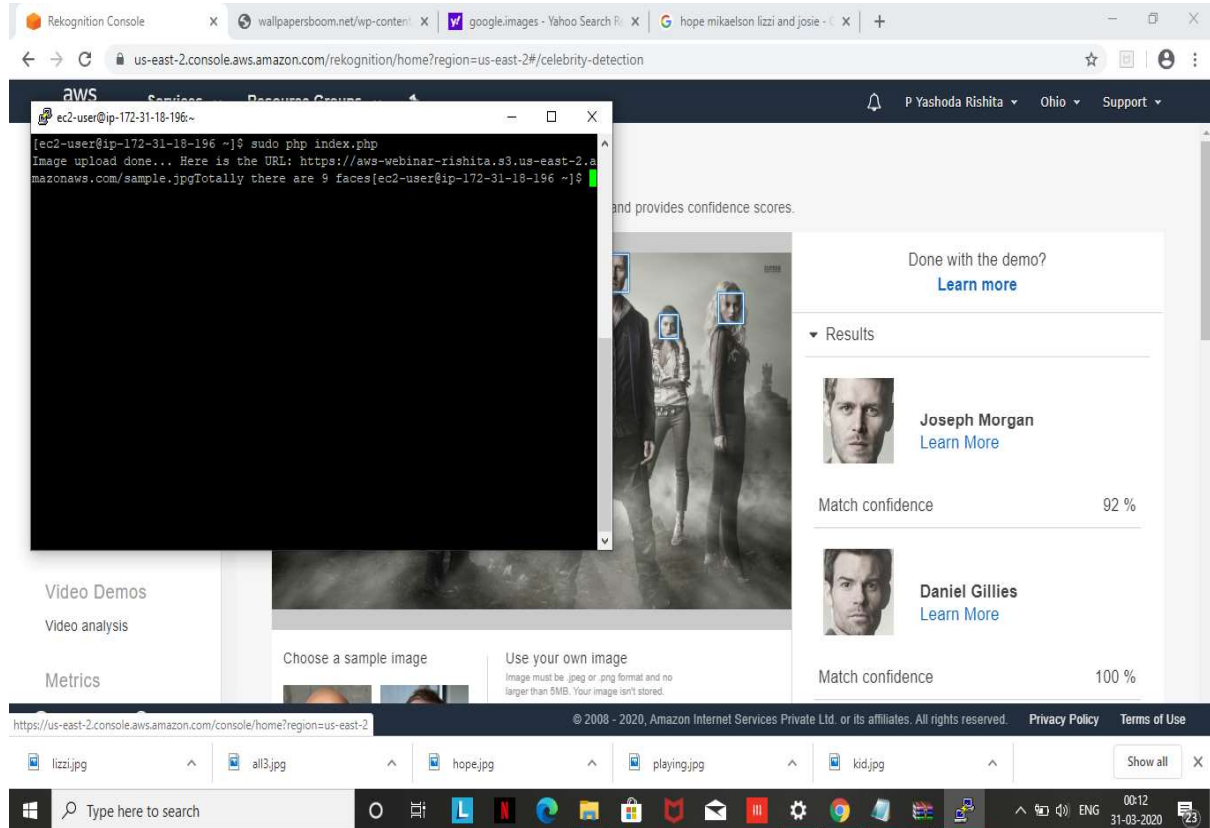 Rekognition Console
wallpapersboom.net/wp-content
google.images - Yahoo Search R
hope mikaelson lizzi and josie -
us-east-2.console.aws.amazon.com/rekognition/home?region=us-east-2#/celebrity-detection
aws
Services
Resource Groups
P Yashoda Rishita
Ohio
Support
ec2-user@ip-172-31-18-196:~
[ec2-user@ip-172-31-18-196 ~]$ sudo php index.php
Image upload done... Here is the URL: https://aws-webinar-rishita.s3.us-east-2.a
mazonaws.com/sample.jpgTotally there are 9 faces[ec2-user@ip-172-31-18-196 ~]$
and provides confidence scores.
Done with the demo?
Learn more
Results
Joseph Morgan
Learn More
Match confidence 92 %
Daniel Gillies
Learn More
Match confidence 100 %
Video Demos
Video analysis
Metrics
Choose a sample image
Use your own image
Image must be .jpeg or .png format and no
larger than 5MB. Your image isn't stored.
https://us-east-2.console.aws.amazon.com/console/home?region=us-east-2
© 2008 - 2020, Amazon Internet Services Private Ltd. or its affiliates. All rights reserved.
Privacy Policy
Terms of Use
lizzi.jpg
all3.jpg
hope.jpg
playing.jpg
kid.jpg
Show all
Type here to search
ENG
00:12
31-03-2020
23